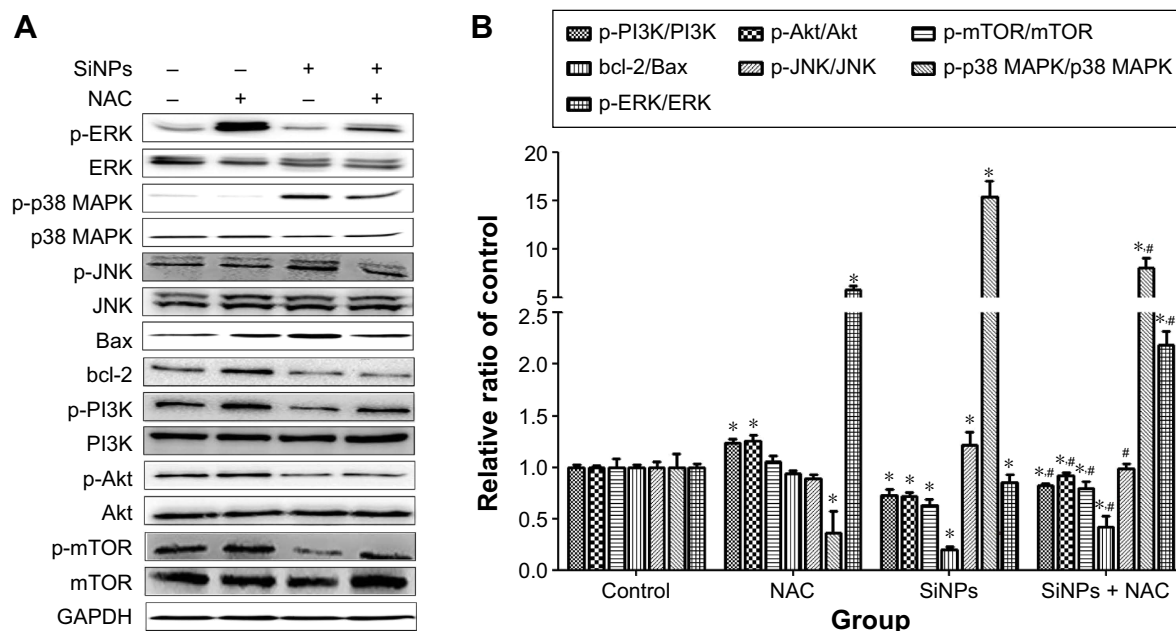 A
SiNPs – – + +
NAC – + – +
p-ERK
ERK
p-p38 MAPK
p38 MAPK
p-JNK
JNK
Bax
bcl-2
p-PI3K
PI3K
p-Akt
Akt
p-mTOR
mTOR
GAPDH
B
p-PI3K/PI3K p-Akt/Akt p-mTOR/mTOR
bcl-2/Bax p-JNK/JNK p-p38 MAPK/p38 MAPK
p-ERK/ERK
Relative ratio of control
20
15
10
5
2.5
2.0
1.5
1.0
0.5
0.0
* * * *
* * * * * * *
*,# *,# *,# *,# # *,# *,#
Control NAC SiNPs SiNPs + NAC
Group